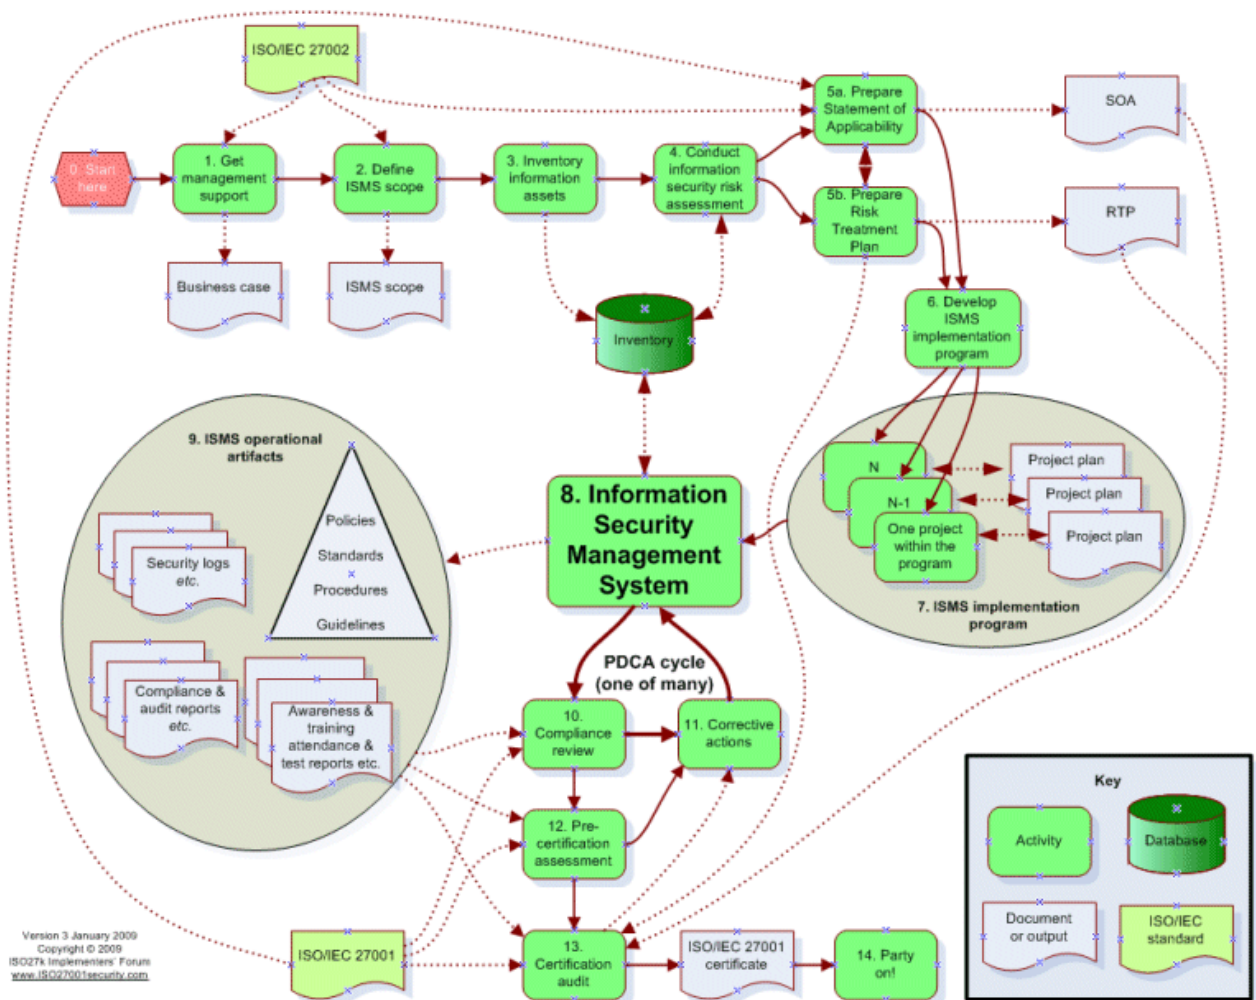 ISO/IEC 27002
0. Start
here
1. Get
management
support
2. Define
ISMS scope
3. Inventory
information
assets
4. Conduct
information
security risk
assessment
5a. Prepare
Statement of
Applicability
SOA
5b. Prepare
Risk
Treatment
Plan
RTP
Business case
ISMS scope
Inventory
6. Develop
ISMS
implementation
program
9. ISMS operational
artifacts
Policies
Standards
Procedures
Guidelines
Security logs
etc.
Compliance &
audit reports
etc.
Awareness &
training
attendance &
test reports etc.
8. Information
Security
Management
System
N
N-1
One project
within the
program
Project plan
Project plan
Project plan
7. ISMS implementation
program
PDCA cycle
(one of many)
10.
Compliance
review
11. Corrective
actions
12. Pre-
certification
assessment
13.
Certification
audit
ISO/IEC 27001
ISO/IEC 27001
certificate
14. Party
on!
Key
Activity
Database
Document
or output
ISO/IEC
standard
Version 3 January 2009
Copyright © 2009
ISO27k Implementers' Forum
www.ISO27001security.com